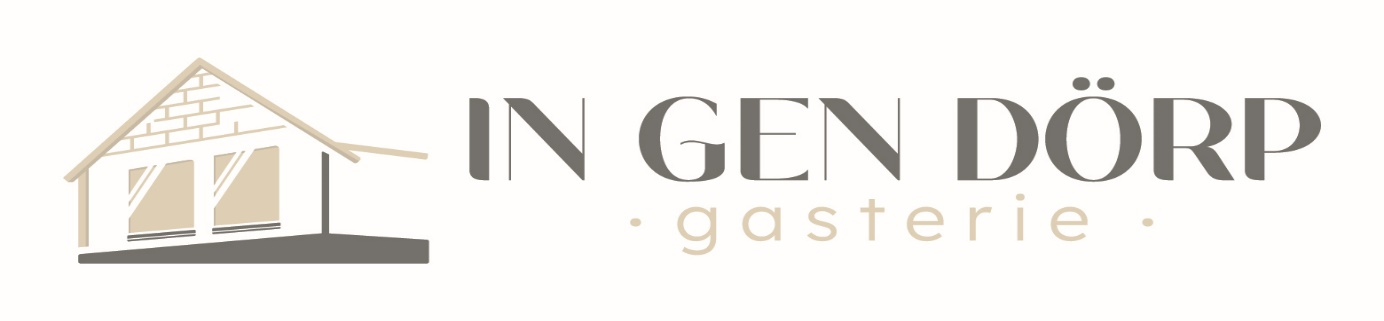 IN GEN DÖRP
· gasterie ·